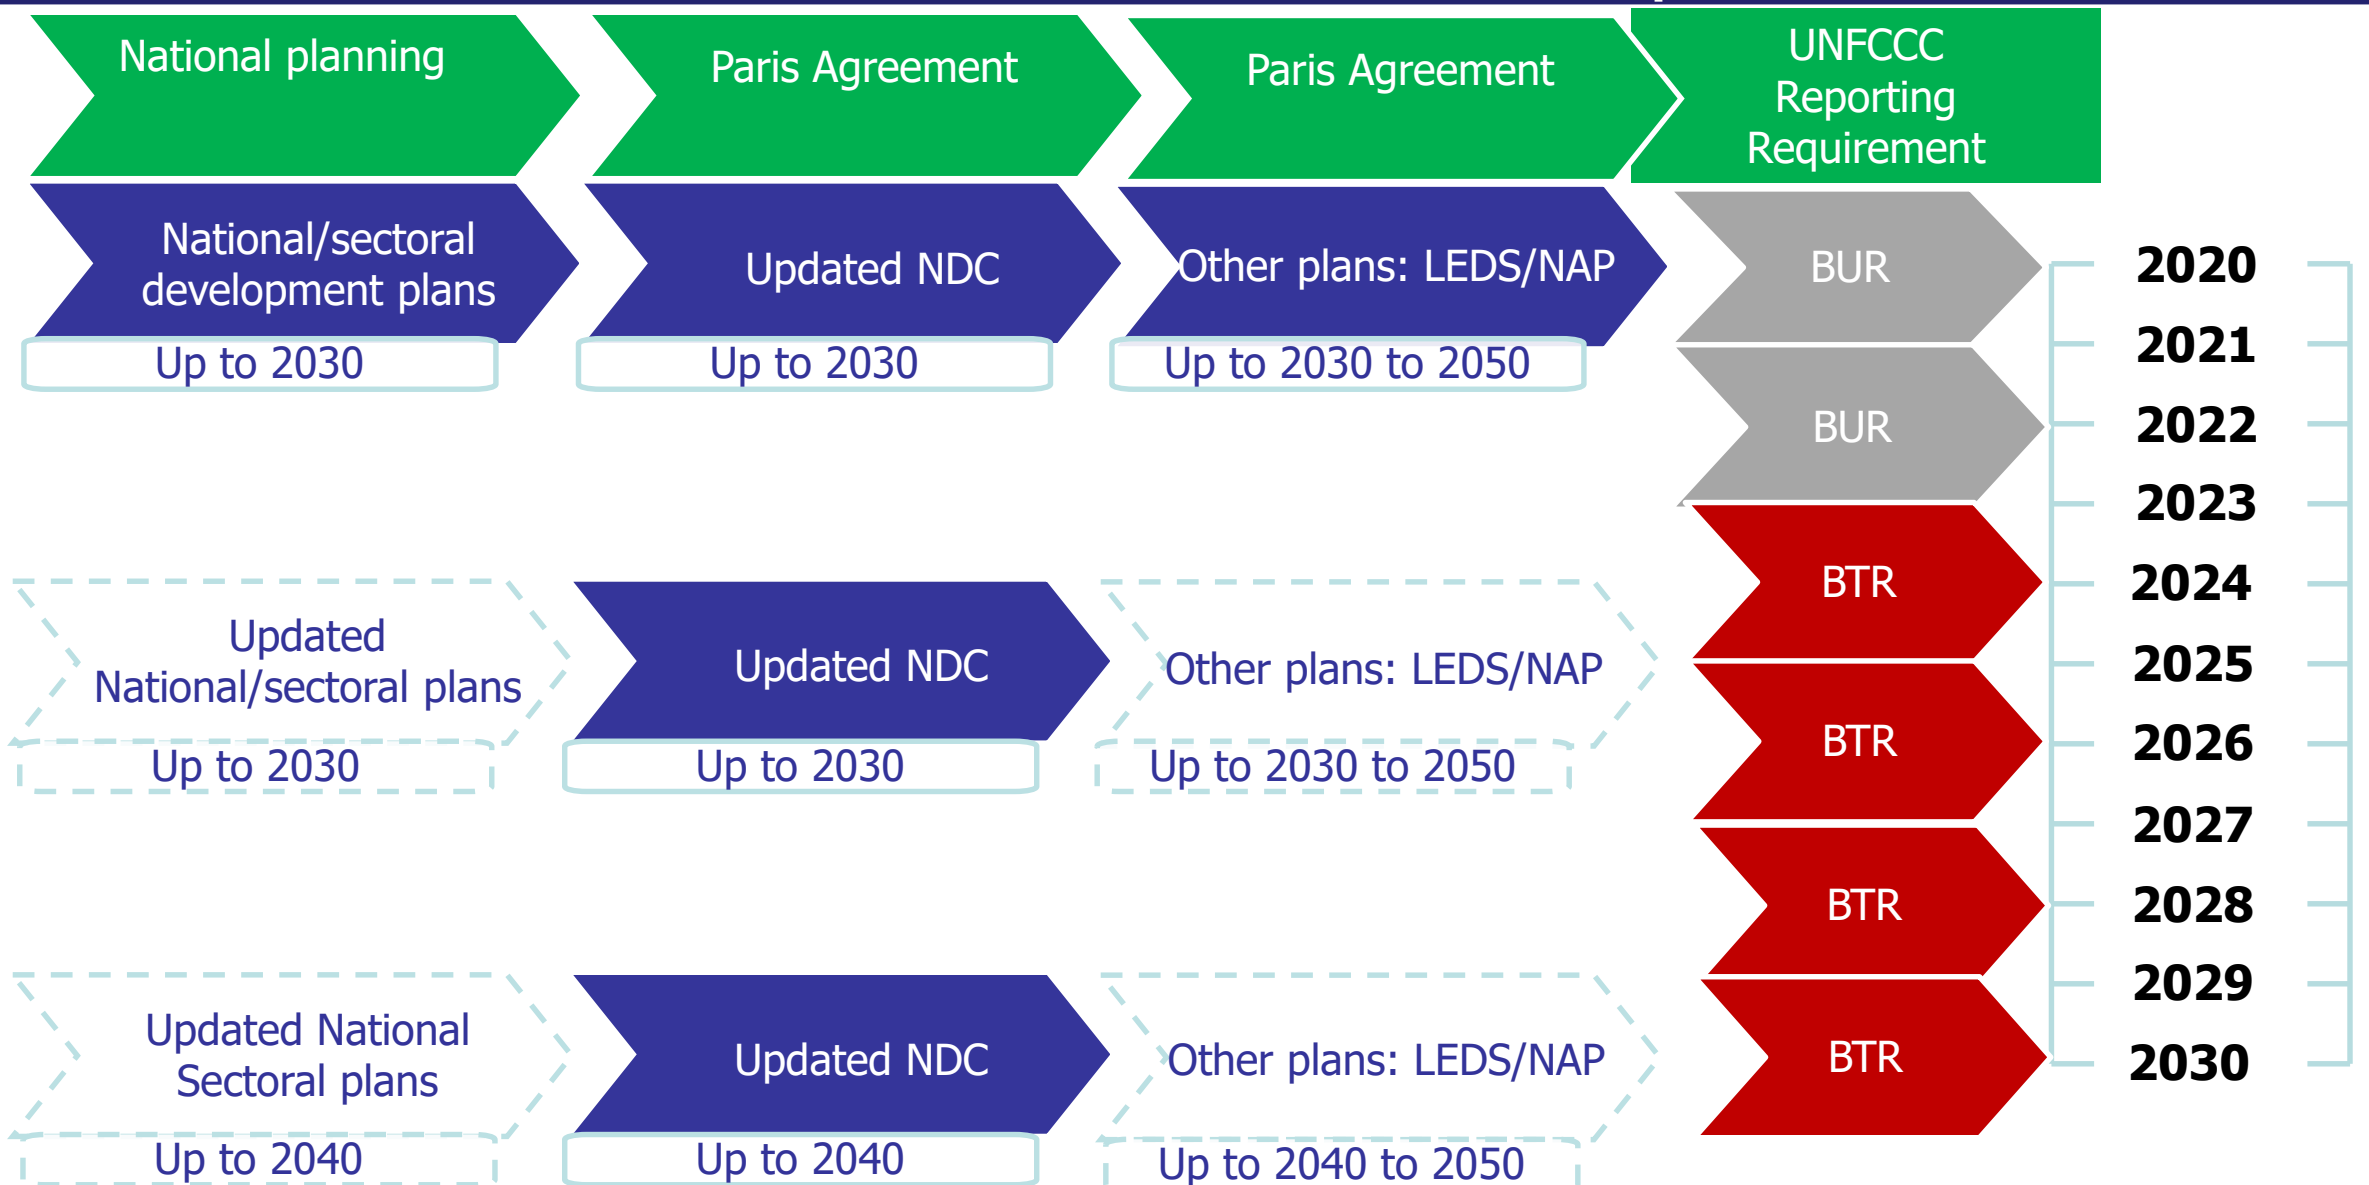 National planning
Paris Agreement
Paris Agreement
UNFCCC
Reporting
Requirement
National/sectoral
development plans
Up to 2030
Updated NDC
Up to 2030
Other plans: LEDS/NAP
Up to 2030 to 2050
BUR
BUR
BTR
BTR
BTR
BTR
2020
2021
2022
2023
2024
2025
2026
2027
2028
2029
2030
Updated
National/sectoral plans
Up to 2030
Updated NDC
Up to 2030
Other plans: LEDS/NAP
Up to 2030 to 2050
Updated National
Sectoral plans
Up to 2040
Updated NDC
Up to 2040
Other plans: LEDS/NAP
Up to 2040 to 2050